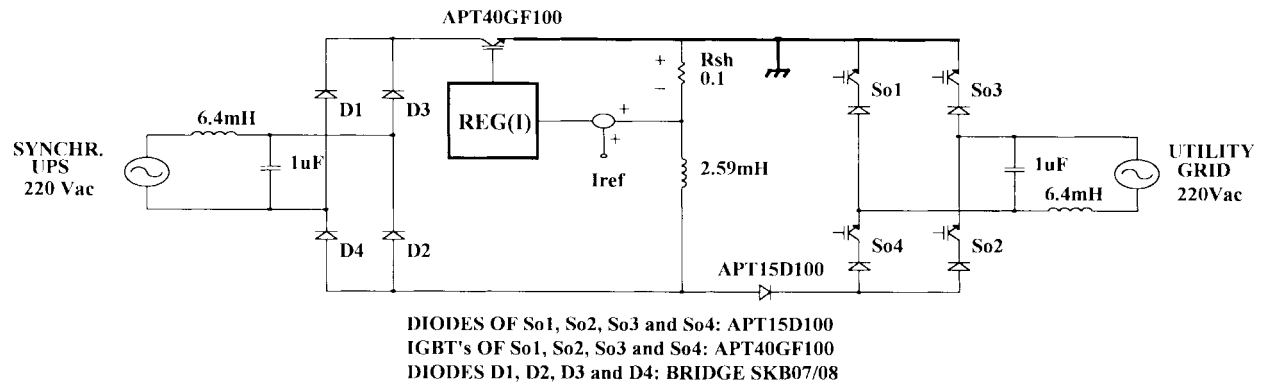 APT40GF100
Rsh
0.1
+
−
So1
So3
D1
D3
6.4mH
REG(I)
+
+
SYNCHR.
UPS
220 Vac
1uF
Iref
2.59mH
1uF
6.4mH
UTILITY
GRID
220Vac
D4
D2
So4
So2
APT15D100
DIODES OF So1, So2, So3 and So4: APT15D100
IGBT's OF So1, So2, So3 and So4: APT40GF100
DIODES D1, D2, D3 and D4: BRIDGE SKB07/08